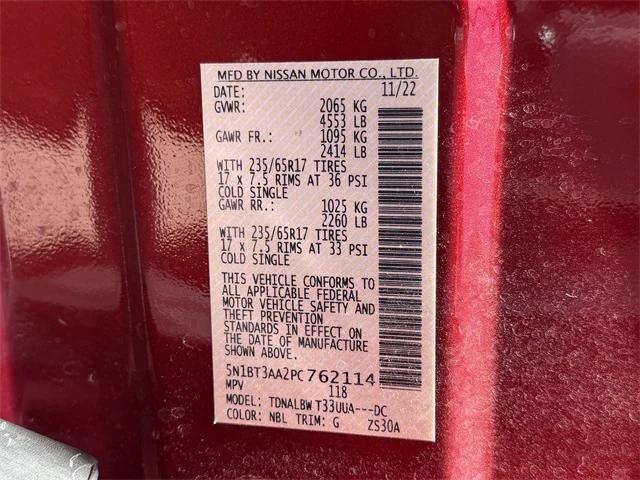 MFD BY NISSAN MOTOR CO., LTD.
DATE: 11/22
GVWR: 2065 KG
4553 LB
GAWR FR.: 1095 KG
2414 LB
WITH 235/65R17 TIRES
17 x 7.5 RIMS AT 36 PSI
COLD SINGLE
GAWR RR.: 1025 KG
2260 LB
WITH 235/65R17 TIRES
17 x 7.5 RIMS AT 33 PSI
COLD SINGLE
THIS VEHICLE CONFORMS TO
ALL APPLICABLE FEDERAL
MOTOR VEHICLE SAFETY AND
THEFT PREVENTION
STANDARDS IN EFFECT ON
THE DATE OF MANUFACTURE
SHOWN ABOVE.
5N1BT3AA2PC762114
MPV 118
MODEL: TDNALBW T33UUA---DC
COLOR: NBL TRIM: G ZS30A